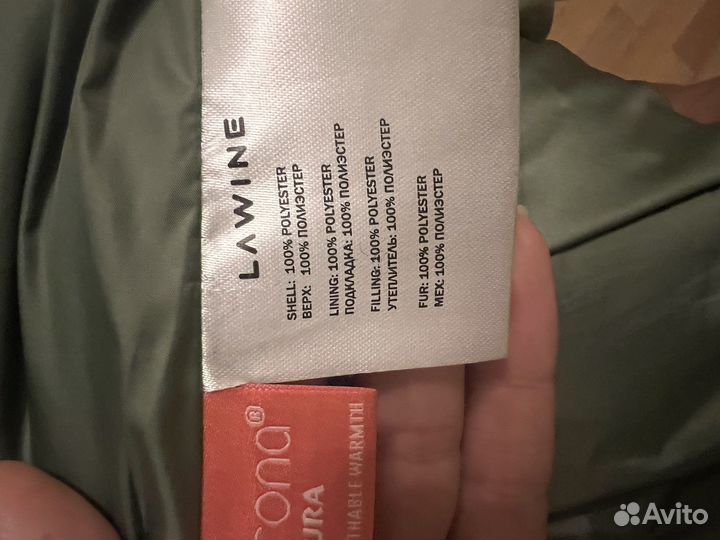 LAWINE
SHELL: 100% POLYESTER
ВЕРХ: 100% ПОЛИЭСТЕР
LINING: 100% POLYESTER
ПОДКЛАДКА: 100% ПОЛИЭСТЕР
FILLING: 100% POLYESTER
УТЕПЛИТЕЛЬ: 100% ПОЛИЭСТЕР
FUR: 100% POLYESTER
МЕХ: 100% ПОЛИЭСТЕР
sona®
URA
THABLE WARMTH
Avito